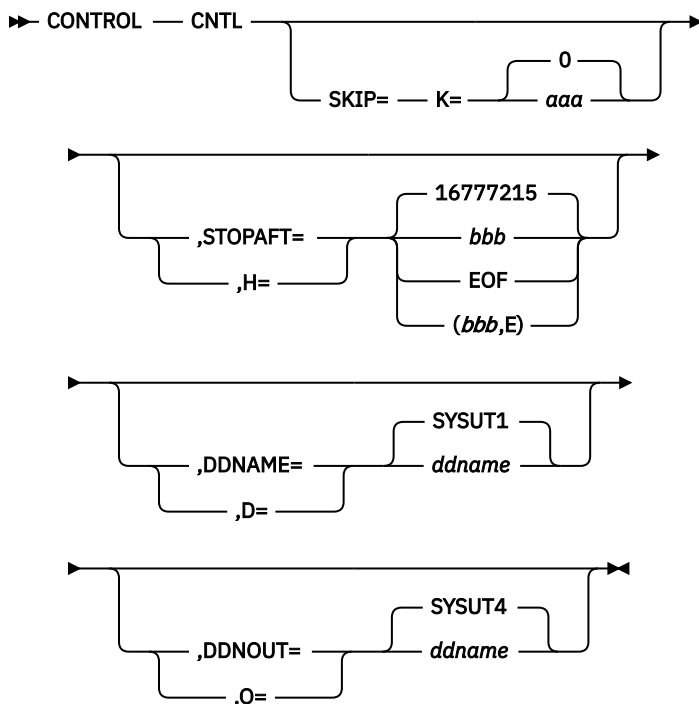 CONTROL CNTL
0
SKIP= K= aaa
16777215
,STOPAFT= bbb
,H= EOF
(bbb,E)
SYSUT1
,DDNAME= ddname
,D=
SYSUT4
,DDNOUT= ddname
,O=